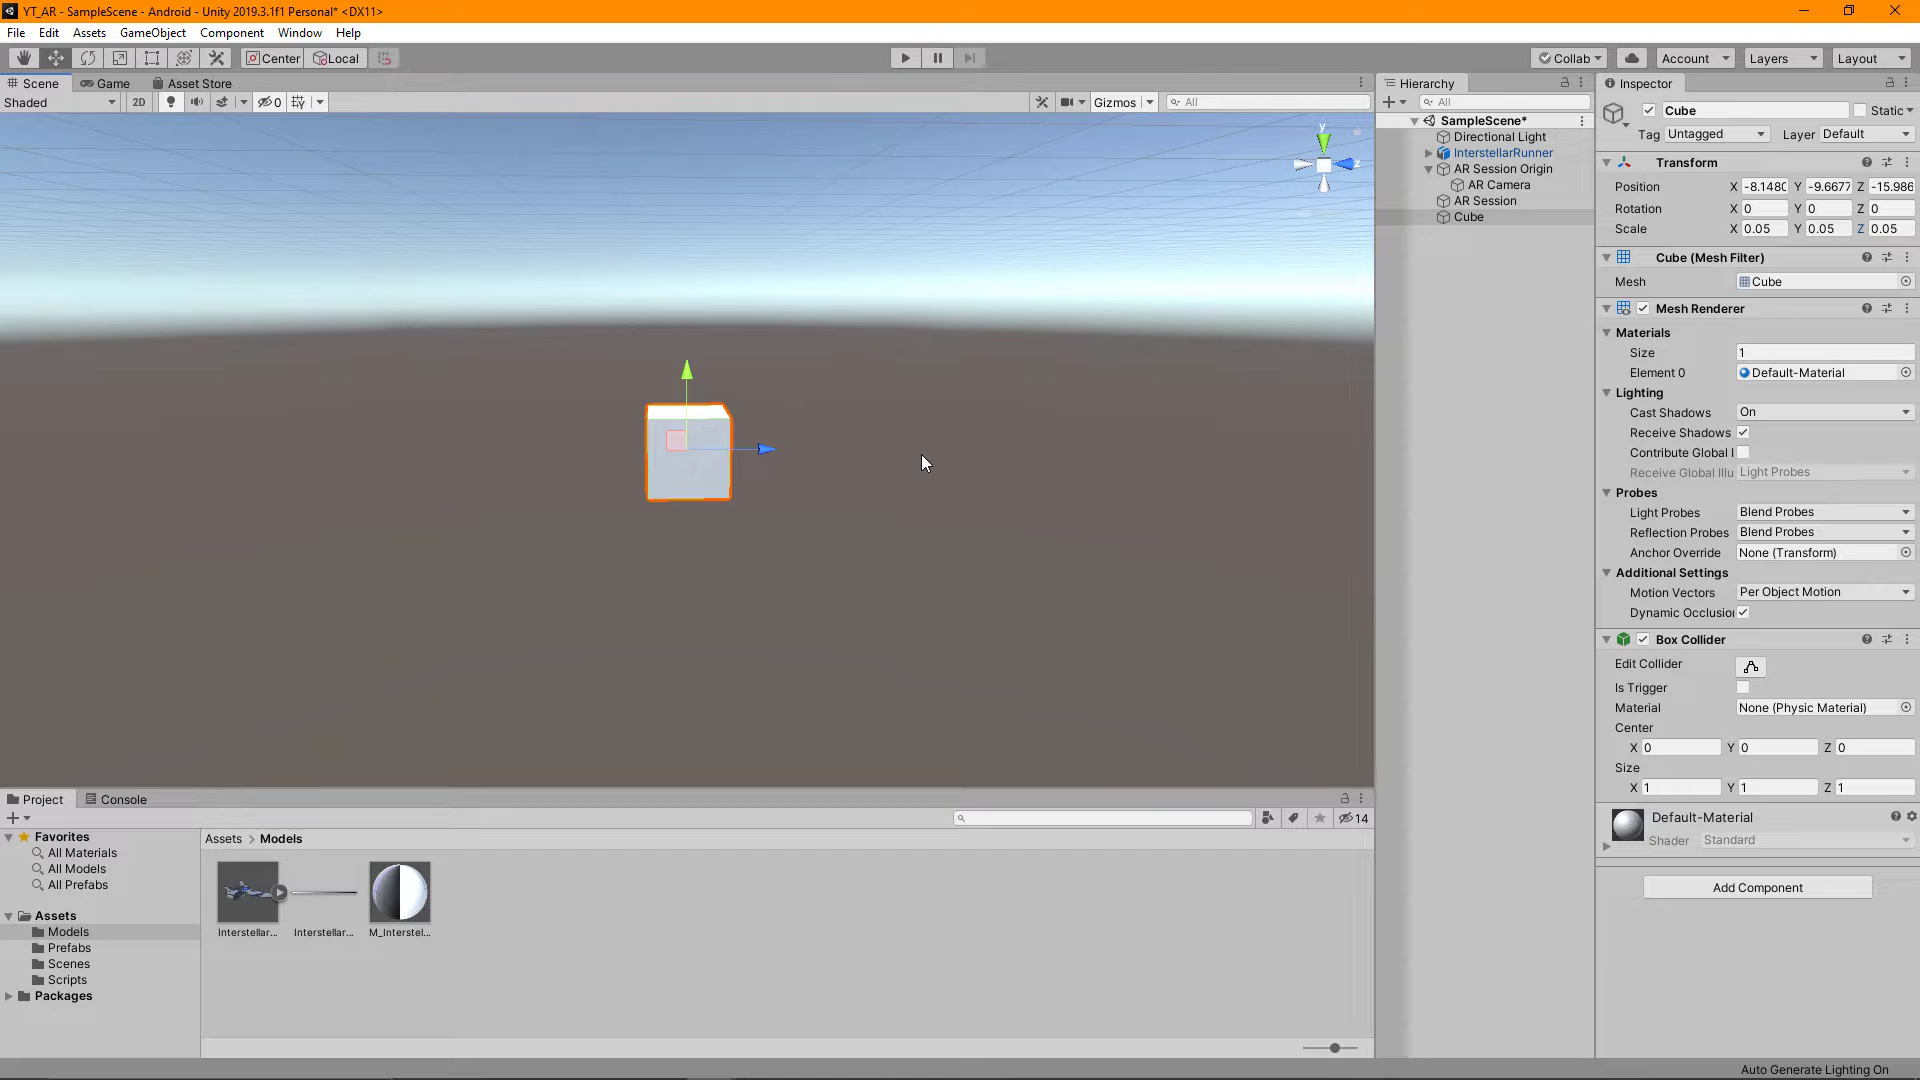 YT_AR - SampleScene - Android - Unity 2019.3.1f1 Personal* <DX11>
File Edit Assets GameObject Component Window Help
Center Local Collab Account Layers Layout
Scene Game Asset Store
Shaded 2D 0 Gizmos All
y
z
Hierarchy
All
SampleScene*
Directional Light
InterstellarRunner
AR Session Origin
AR Camera
AR Session
Cube
Inspector
Cube Static
Tag Untagged Layer Default
Transform
Position X -8.1480 Y -9.6677 Z -15.986
Rotation X 0 Y 0 Z 0
Scale X 0.05 Y 0.05 Z 0.05
Cube (Mesh Filter)
Mesh Cube
Mesh Renderer
Materials
Size 1
Element 0 Default-Material
Lighting
Cast Shadows On
Receive Shadows
Contribute Global I
Receive Global Illu Light Probes
Probes
Light Probes Blend Probes
Reflection Probes Blend Probes
Anchor Override None (Transform)
Additional Settings
Motion Vectors Per Object Motion
Dynamic Occlusion
Box Collider
Edit Collider
Is Trigger
Material None (Physic Material)
Center
X 0 Y 0 Z 0
Size
X 1 Y 1 Z 1
Default-Material
Shader Standard
Add Component
Project Console
14
Favorites
All Materials
All Models
All Prefabs
Assets
Models
Prefabs
Scenes
Scripts
Packages
Assets > Models
Interstellar... Interstellar... M_Interstel...
Auto Generate Lighting On